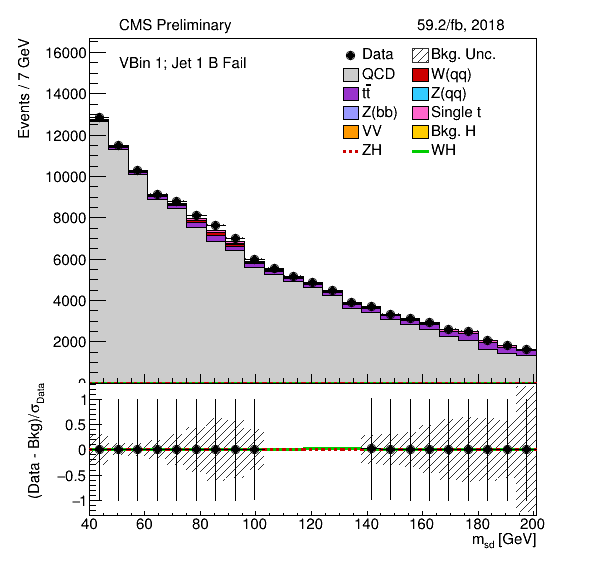 CMS Preliminary 59.2/fb, 2018
VBin 1; Jet 1 B Fail
Events / 7 GeV
16000
14000
12000
10000
8000
6000
4000
2000
0
Data
Bkg. Unc.
QCD
W(qq)
tt̄
Z(qq)
Z(bb)
Single t
VV
Bkg. H
ZH
WH
(Data - Bkg)/σData
1
0.5
0
−0.5
−1
40 60 80 100 120 140 160 180 200
msd [GeV]